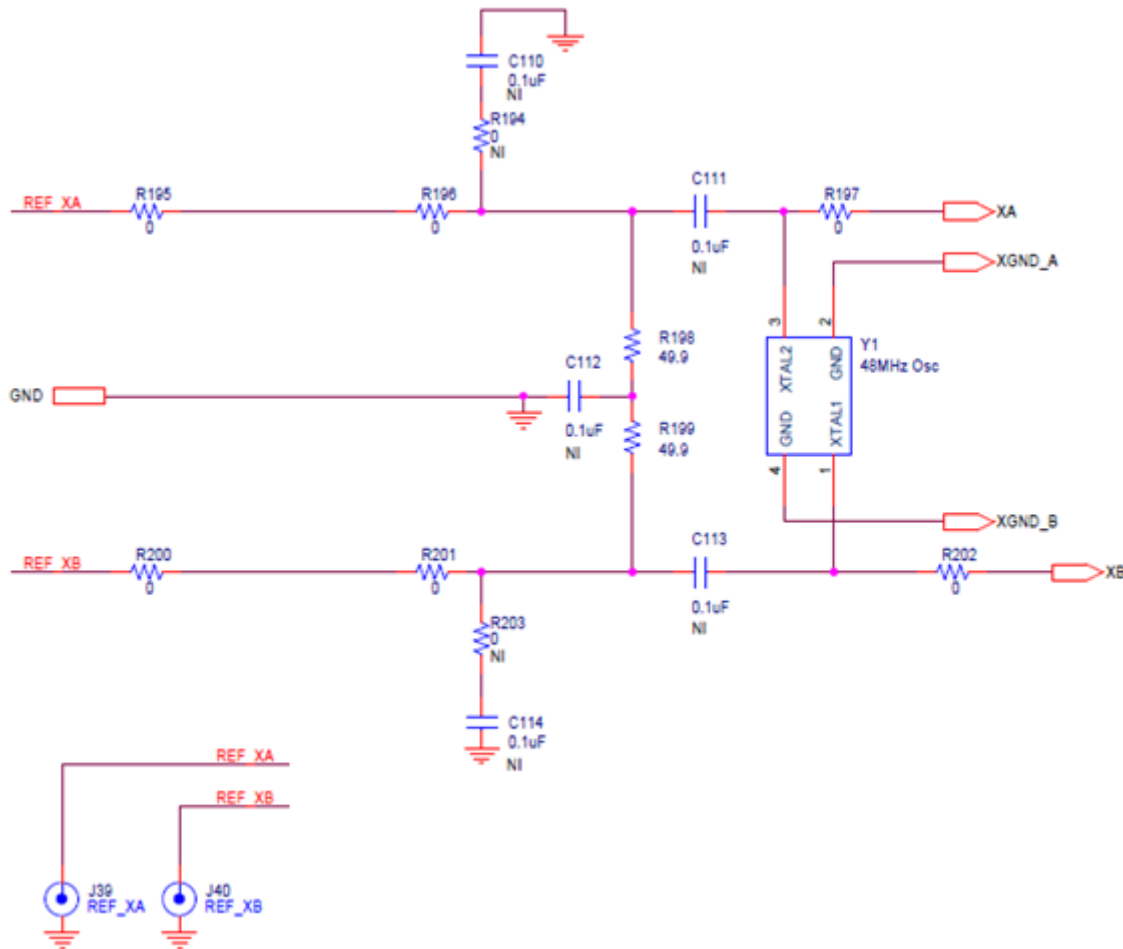 C110
0.1uF
NI
R194
0
NI
REF_XA
R195
0
R196
0
C111
0.1uF
NI
R197
0
XA
XGND_A
3
2
XTAL2
GND
GND
XTAL1
4
1
Y1
48MHz Osc
R198
49.9
GND
C112
0.1uF
NI
R199
49.9
XGND_B
REF_XB
R200
0
R201
0
C113
0.1uF
NI
R202
0
XB
R203
0
NI
C114
0.1uF
NI
REF_XA
REF_XB
J39
REF_XA
J40
REF_XB